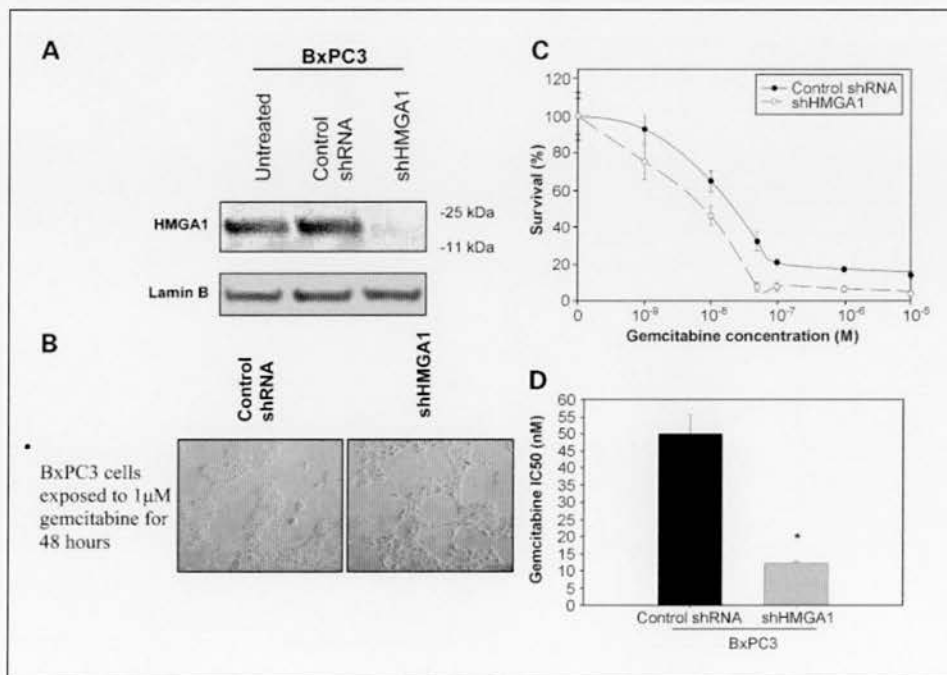 A
BxPC3
Untreated
Control
shRNA
shHMGA1
HMGA1
-25 kDa
-11 kDa
Lamin B
B
Control
shRNA
shHMGA1
BxPC3 cells
exposed to 1µM
gemcitabine for
48 hours
C
Control shRNA
shHMGA1
Survival (%)
120
100
80
60
40
20
0
0
10-9
10-8
10-7
10-6
10-5
Gemcitabine concentration (M)
D
Gemcitabine IC50 (nM)
60
55
50
45
40
35
30
25
20
15
10
5
0
*
Control shRNA
shHMGA1
BxPC3